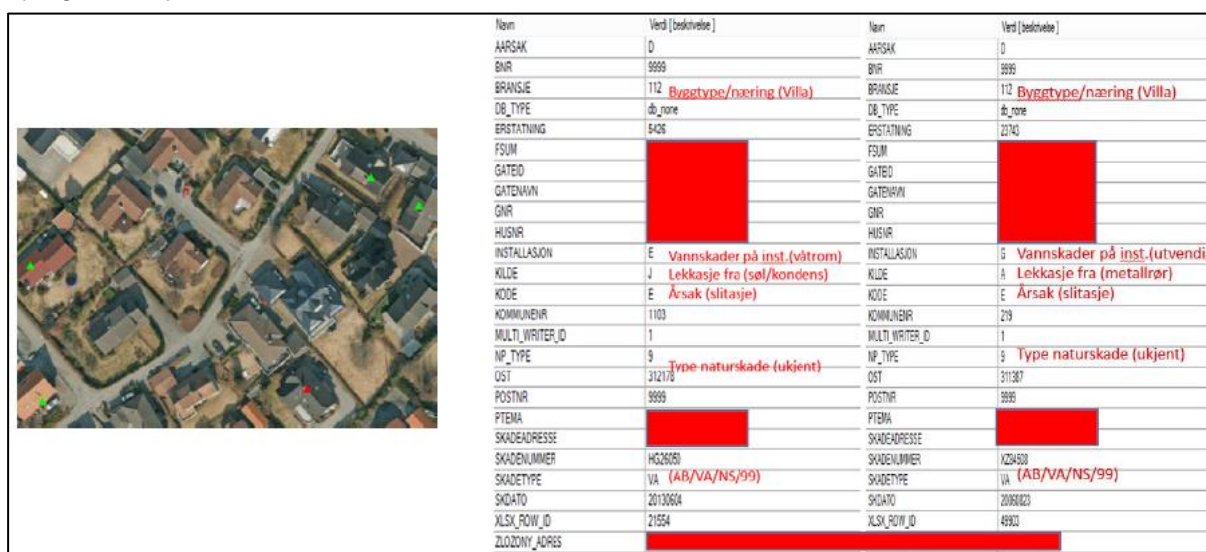 Navn Verdi [ beskrivelse ] Navn Verdi [ beskrivelse ]
AARSAK D AARSAK D
BNR 9999 BNR 9999
BRANSJE 112 Byggtype/næring (Villa) BRANSJE 112 Byggtype/næring (Villa)
DB_TYPE db_none DB_TYPE db_none
ERSTATNING 5426 ERSTATNING 23743
FSUM FSUM
GATEID GATEID
GATENAVN GATENAVN
GNR GNR
HUSNR HUSNR
INSTALLASJON E Vannskader på inst.(våtrom) INSTALLASJON G Vannskader på inst.(utvendi
KILDE J Lekkasje fra (søl/kondens) KILDE A Lekkasje fra (metallrør)
KODE E Årsak (slitasje) KODE E Årsak (slitasje)
KOMMUNENR 1103 KOMMUNENR 219
MULTI_WRITER_ID 1 MULTI_WRITER_ID 1
NP_TYPE 9 Type naturskade (ukjent) NP_TYPE 9 Type naturskade (ukjent)
OST 312178 OST 311387
POSTNR 9999 POSTNR 9999
PTEMA PTEMA
SKADEADRESSE SKADEADRESSE
SKADENUMMER HG26050 SKADENUMMER
SKADETYPE VA (AB/VA/NS/99) SKADETYPE VA (AB/VA/NS/99)
SKDATO 20130604 SKDATO 20060823
XLSX_ROW_ID 21554 XLSX_ROW_ID 49903
ZLOZONY_ADRES